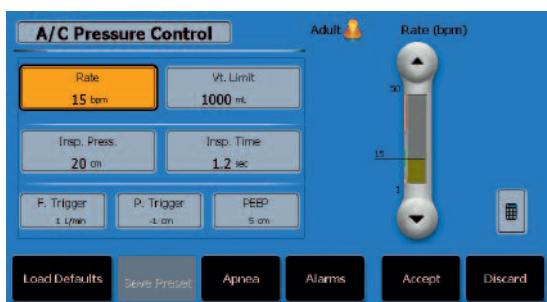 A/C Pressure Control
Adult
Rate (bpm)
Rate
15 bpm
Vt. Limit
1000 mL
Insp. Press.
20 cm
Insp. Time
1.2 sec
F. Trigger
1 L/min
P. Trigger
-1 cm
PEEP
5 cm
50
15
1
Load Defaults
Save Preset
Apnea
Alarms
Accept
Discard